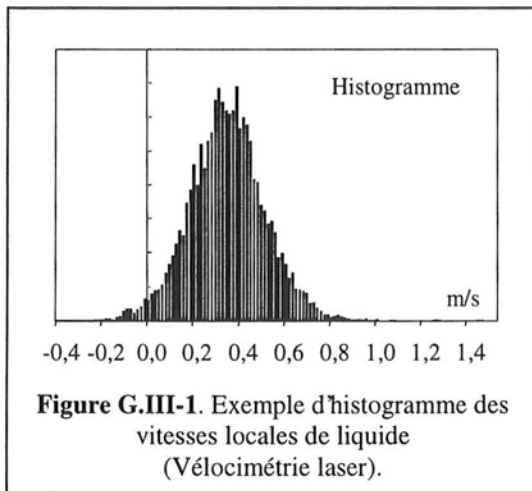 Histogramme
m/s
-0,4 -0,2 0,0 0,2 0,4 0,6 0,8 1,0 1,2 1,4
Figure G.III-1. Exemple d'histogramme des
vitesses locales de liquide
(Vélocimétrie laser).